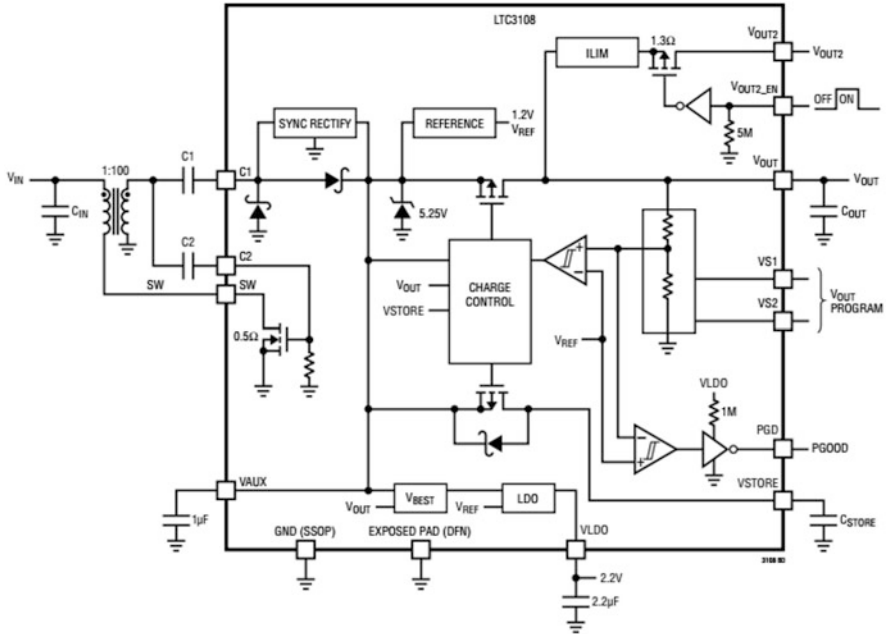 LTC3108
VOUT2
1.3Ω
ILIM
VOUT2
VOUT2_EN
OFF
ON
5M
SYNC RECTIFY
REFERENCE
1.2V
VREF
C1
C1
1:100
VIN
CIN
5.25V
VOUT
VOUT
COUT
C2
C2
SW
SW
0.5Ω
VOUT
VSTORE
CHARGE
CONTROL
VREF
VS1
VS2
VOUT
PROGRAM
VLDO
1M
PGD
PGOOD
VSTORE
CSTORE
VAUX
1µF
VOUT
VBEST
VREF
LDO
VLDO
GND (SSOP)
EXPOSED PAD (DFN)
3108 BD
2.2V
2.2µF
+
–
–
+